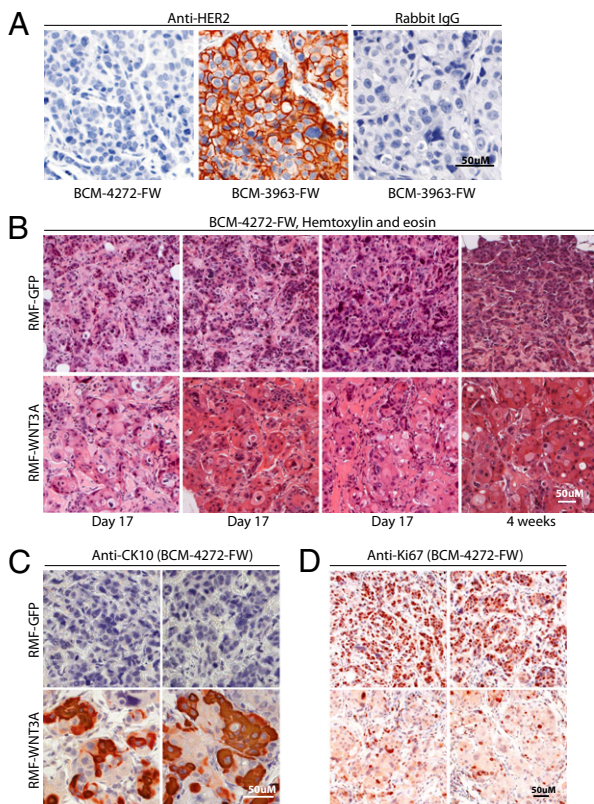 A
Anti-HER2
Rabbit IgG
50uM
BCM-4272-FW
BCM-3963-FW
BCM-3963-FW
BCM-4272-FW, Hemtoxylin and eosin
B
RMF-GFP
RMF-WNT3A
50uM
Day 17
Day 17
Day 17
4 weeks
C
Anti-CK10 (BCM-4272-FW)
RMF-GFP
RMF-WNT3A
50uM
D
Anti-Ki67 (BCM-4272-FW)
50uM